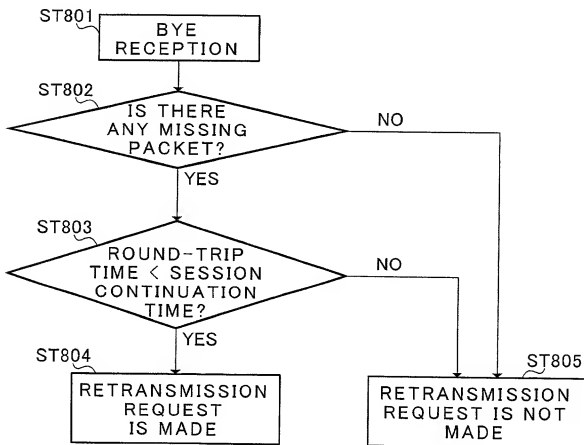 ST801
BYE
RECEPTION
ST802
IS THERE
ANY MISSING
PACKET?
NO
YES
ST803
ROUND-TRIP
TIME < SESSION
CONTINUATION
TIME?
NO
YES
ST804
RETRANSMISSION
REQUEST
IS MADE
ST805
RETRANSMISSION
REQUEST IS NOT
MADE